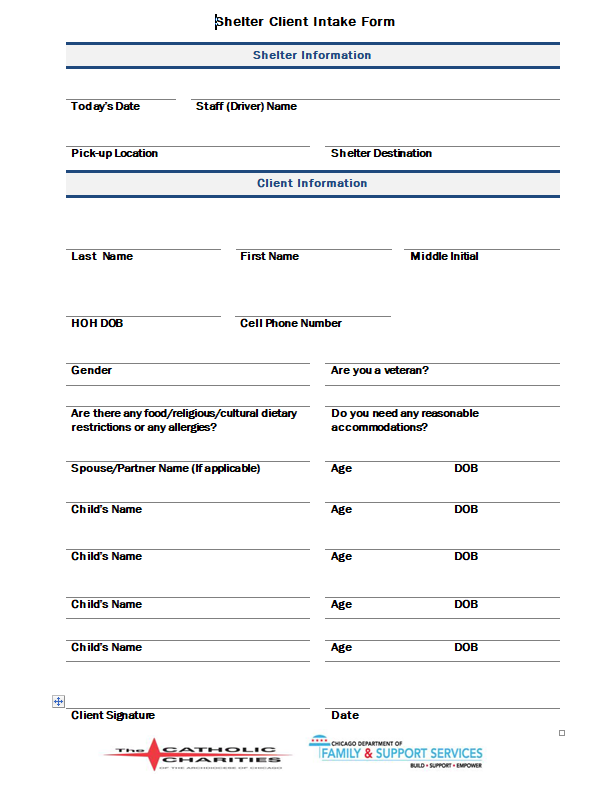 Shelter Client Intake Form
Shelter Information
Today's Date Staff (Driver) Name
Pick-up Location Shelter Destination
Client Information
Last Name First Name Middle Initial
HOH DOB Cell Phone Number
Gender Are you a veteran?
Are there any food/religious/cultural dietary
restrictions or any allergies?
Do you need any reasonable
accommodations?
Spouse/Partner Name (If applicable) Age DOB
Child's Name Age DOB
Child's Name Age DOB
Child's Name Age DOB
Child's Name Age DOB
Client Signature Date
The CATHOLIC
CHARITIES
OF THE ARCHDIOCESE OF CHICAGO
CHICAGO DEPARTMENT OF
FAMILY & SUPPORT SERVICES
BUILD • SUPPORT • EMPOWER